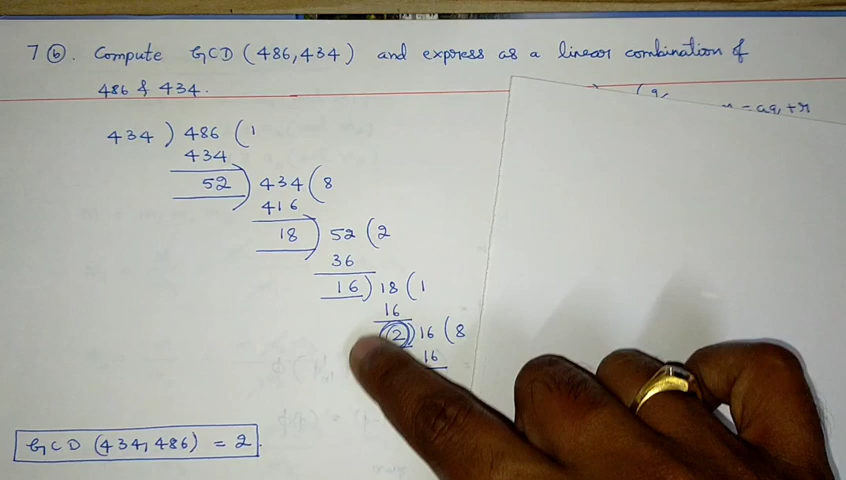 7 (b). Compute GCD (486,434) and express as a linear combination of
486 & 434.
434 ) 486 ( 1
434
52 ) 434 ( 8
416
18 ) 52 ( 2
36
16 ) 18 ( 1
16
2 ) 16 ( 8
16
GCD (434,486) = 2.